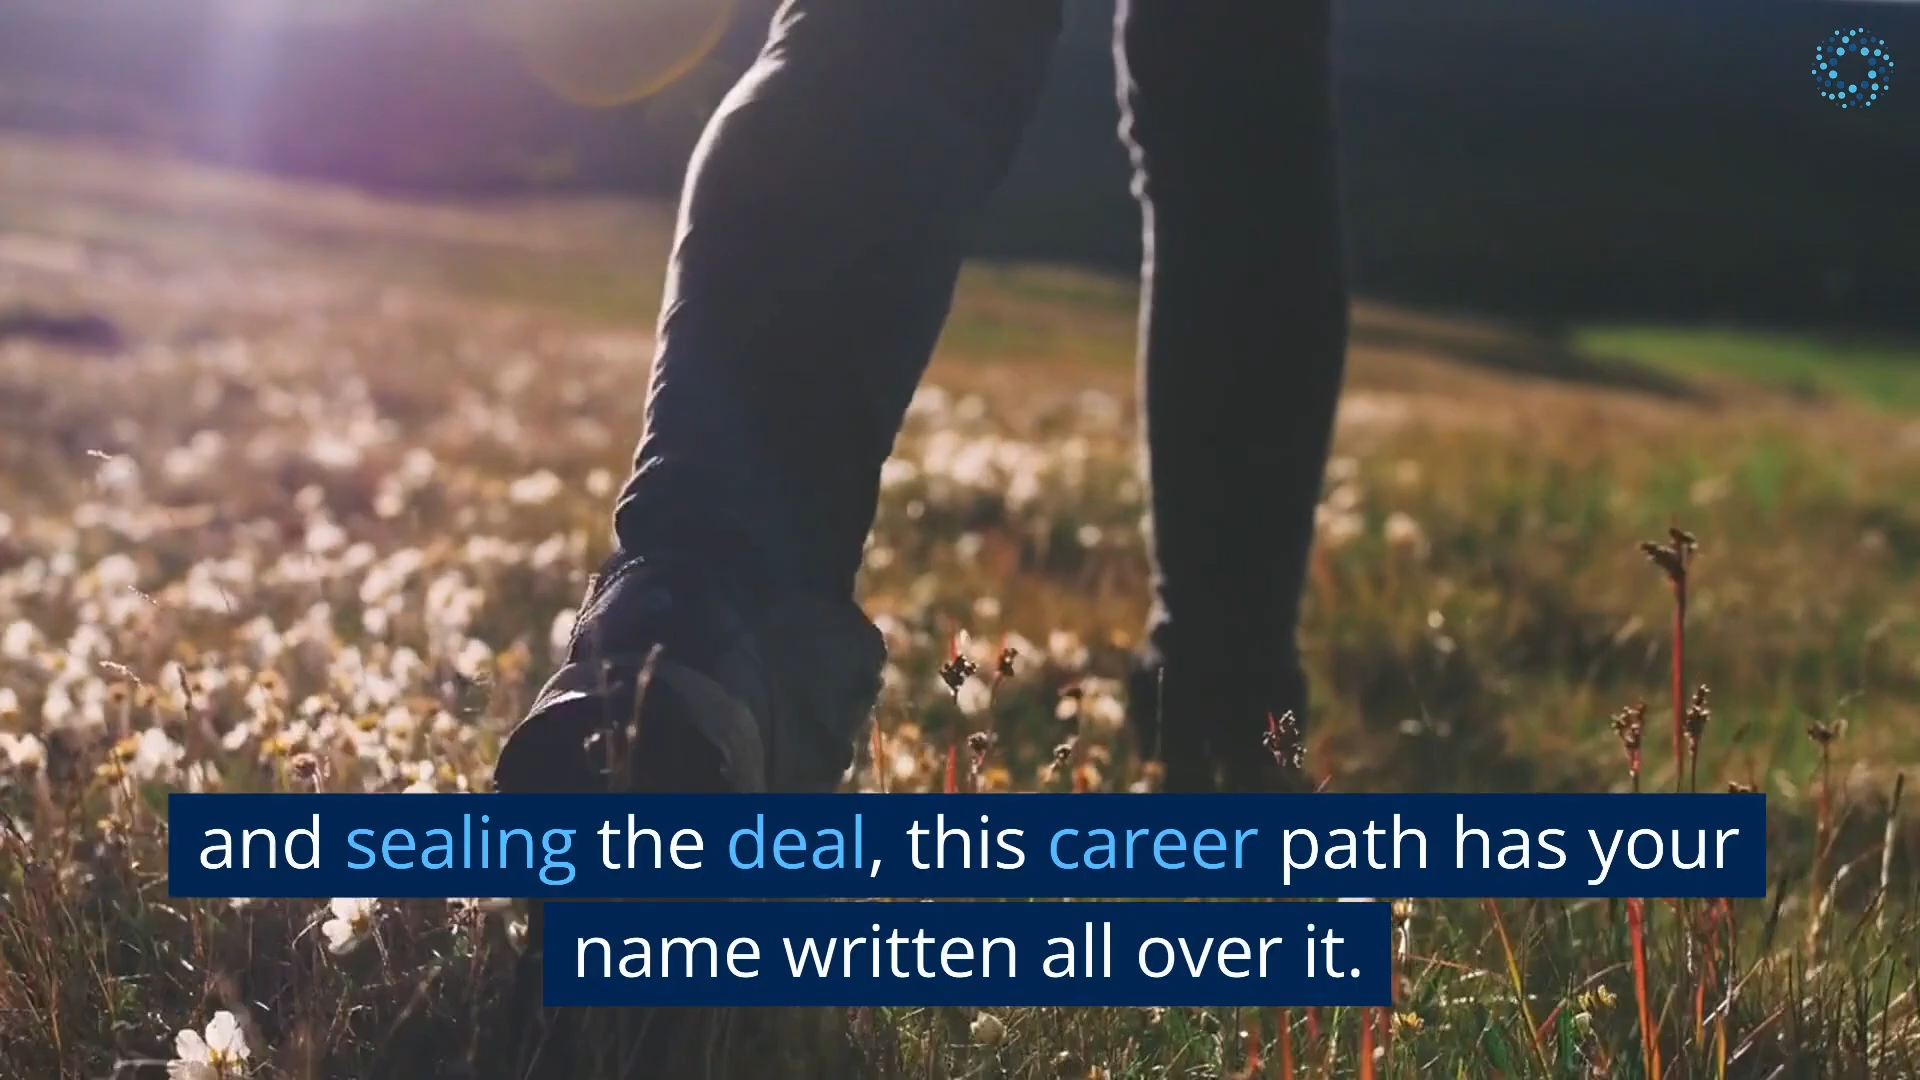 and sealing the deal, this career path has your
name written all over it.